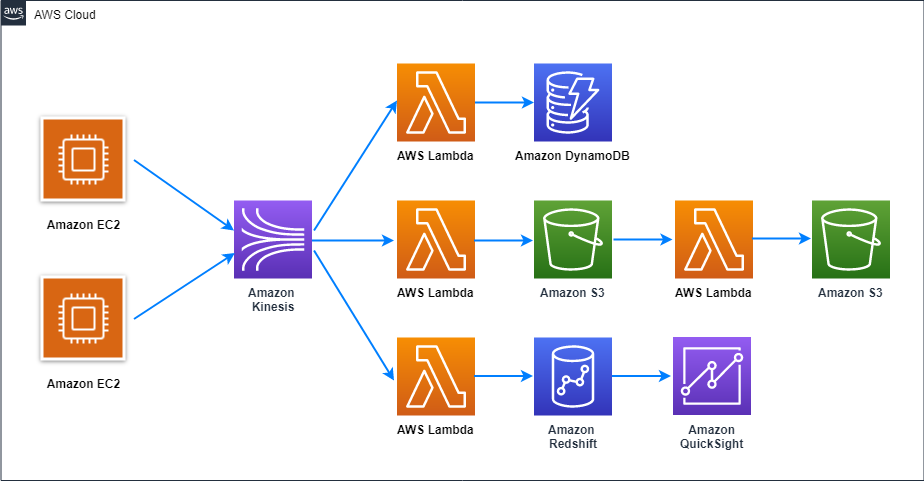 aws
AWS Cloud
AWS Lambda
Amazon DynamoDB
Amazon EC2
Amazon
Kinesis
AWS Lambda
Amazon S3
AWS Lambda
Amazon S3
Amazon EC2
AWS Lambda
Amazon
Redshift
Amazon
QuickSight